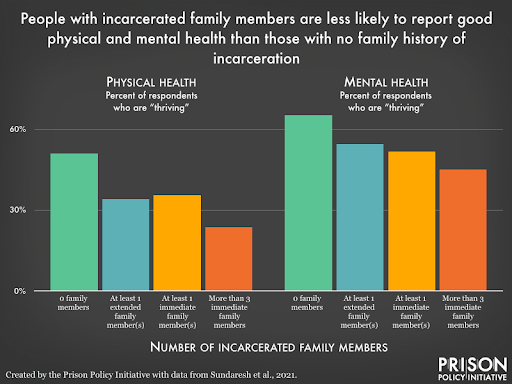 People with incarcerated family members are less likely to report good
physical and mental health than those with no family history of
incarceration
PHYSICAL HEALTH
Percent of respondents
who are “thriving”
MENTAL HEALTH
Percent of respondents
who are “thriving”
60%
30%
0%
0 family
members
At least 1
extended
family
member(s)
At least 1
immediate
family
member(s)
More than 3
immediate
family
members
0 family
members
At least 1
extended
family
member(s)
At least 1
immediate
family
member(s)
More than 3
immediate
family
members
NUMBER OF INCARCERATED FAMILY MEMBERS
Created by the Prison Policy Initiative with data from Sundaresh et al., 2021.
PRISON
POLICY INITIATIVE